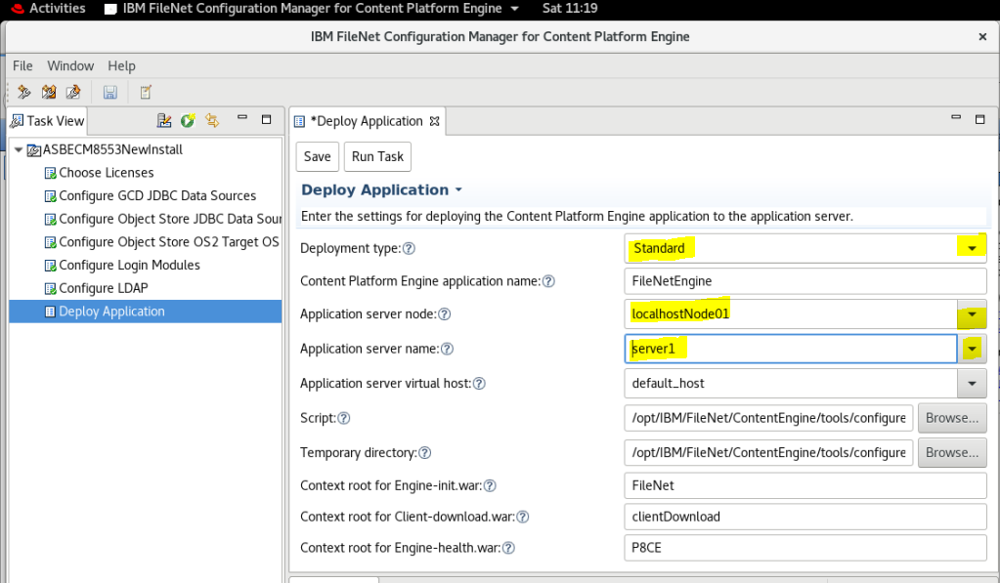 Activities IBM FileNet Configuration Manager for Content Platform Engine Sat 11:19
IBM FileNet Configuration Manager for Content Platform Engine
File Window Help
Task View
*Deploy Application
ASBECM8553NewInstall
Choose Licenses
Configure GCD JDBC Data Sources
Configure Object Store JDBC Data Sour
Configure Object Store OS2 Target OS
Configure Login Modules
Configure LDAP
Deploy Application
Save Run Task
Deploy Application
Enter the settings for deploying the Content Platform Engine application to the application server.
Deployment type: Standard
Content Platform Engine application name: FileNetEngine
Application server node: localhostNode01
Application server name: server1
Application server virtual host: default_host
Script: /opt/IBM/FileNet/ContentEngine/tools/configure Browse...
Temporary directory: /opt/IBM/FileNet/ContentEngine/tools/configure Browse...
Context root for Engine-init.war: FileNet
Context root for Client-download.war: clientDownload
Context root for Engine-health.war: P8CE